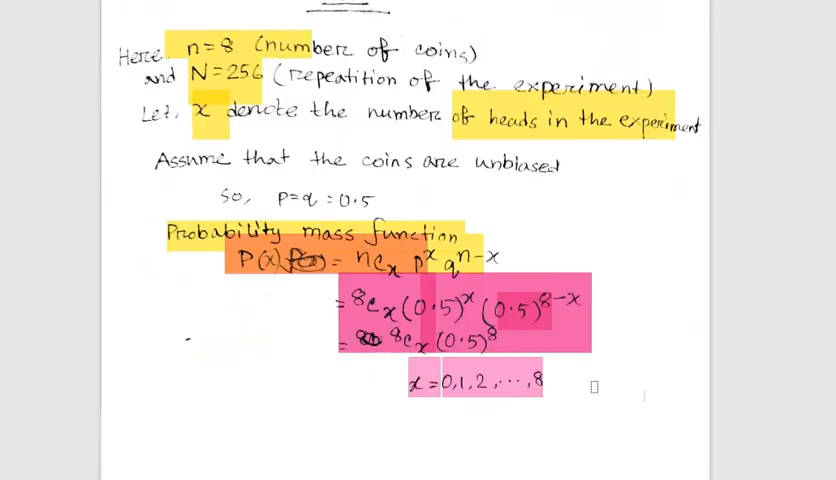 Here n=8 (number of coins)
and N=256 (Repeatition of the experiment)
Let, x denote the number of heads in the experiment
Assume that the coins are unbiased
So, P=q=0.5
Probability mass function
P(x) = nCx p^x q^n-x
= 8Cx (0.5)^x (0.5)^8-x
= 8Cx (0.5)^8
x = 0,1,2, ..., 8